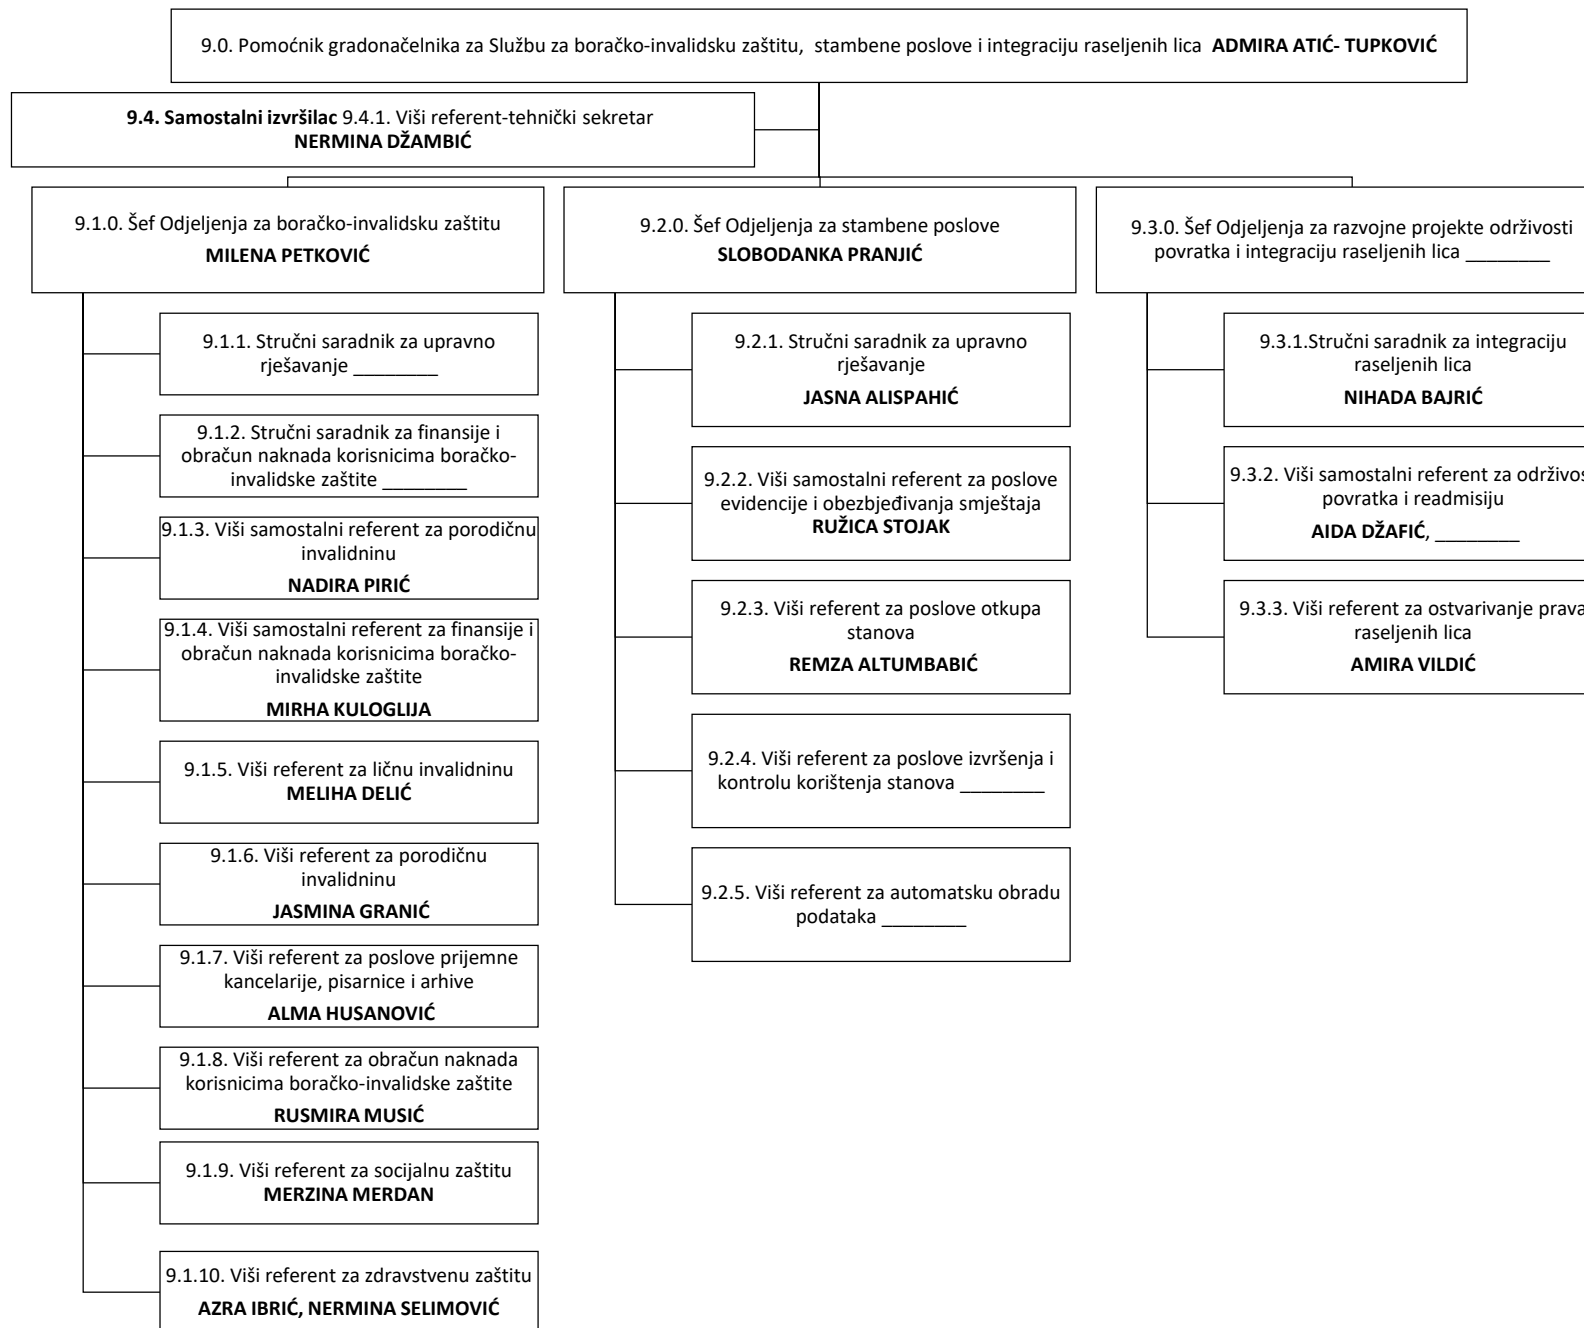 9.0. Pomoćnik gradonačelnika za Službu za boračko-invalidsku zaštitu, stambene poslove i integraciju raseljenih lica ADMIRA ATIĆ- TUPKOVIĆ
9.4. Samostalni izvršilac 9.4.1. Viši referent-tehnički sekretar
NERMINA DŽAMBIĆ
9.1.0. Šef Odjeljenja za boračko-invalidsku zaštitu
MILENA PETKOVIĆ
9.1.1. Stručni saradnik za upravno
rješavanje ________
9.1.2. Stručni saradnik za finansije i
obračun naknada korisnicima boračko-
invalidske zaštite ________
9.1.3. Viši samostalni referent za porodičnu
invalidninu
NADIRA PIRIĆ
9.1.4. Viši samostalni referent za finansije i
obračun naknada korisnicima boračko-
invalidske zaštite
MIRHA KULOGLIJA
9.1.5. Viši referent za ličnu invalidninu
MELIHA DELIĆ
9.1.6. Viši referent za porodičnu
invalidninu
JASMINA GRANIĆ
9.1.7. Viši referent za poslove prijemne
kancelarije, pisarnice i arhive
ALMA HUSANOVIĆ
9.1.8. Viši referent za obračun naknada
korisnicima boračko-invalidske zaštite
RUSMIRA MUSIĆ
9.1.9. Viši referent za socijalnu zaštitu
MERZINA MERDAN
9.1.10. Viši referent za zdravstvenu zaštitu
AZRA IBRIĆ, NERMINA SELIMOVIĆ
9.2.0. Šef Odjeljenja za stambene poslove
SLOBODANKA PRANJIĆ
9.2.1. Stručni saradnik za upravno
rješavanje
JASNA ALISPAHIĆ
9.2.2. Viši samostalni referent za poslove
evidencije i obezbjeđivanja smještaja
RUŽICA STOJAK
9.2.3. Viši referent za poslove otkupa
stanova
REMZA ALTUMBABIĆ
9.2.4. Viši referent za poslove izvršenja i
kontrolu korištenja stanova ________
9.2.5. Viši referent za automatsku obradu
podataka ________
9.3.0. Šef Odjeljenja za razvojne projekte održivosti
povratka i integraciju raseljenih lica ________
9.3.1.Stručni saradnik za integraciju
raseljenih lica
NIHADA BAJRIĆ
9.3.2. Viši samostalni referent za
povratka i readmisiju
AIDA DŽAFIĆ, ________
9.3.3. Viši referent za ostvarivanje prava
raseljenih lica
AMIRA VILDIĆ